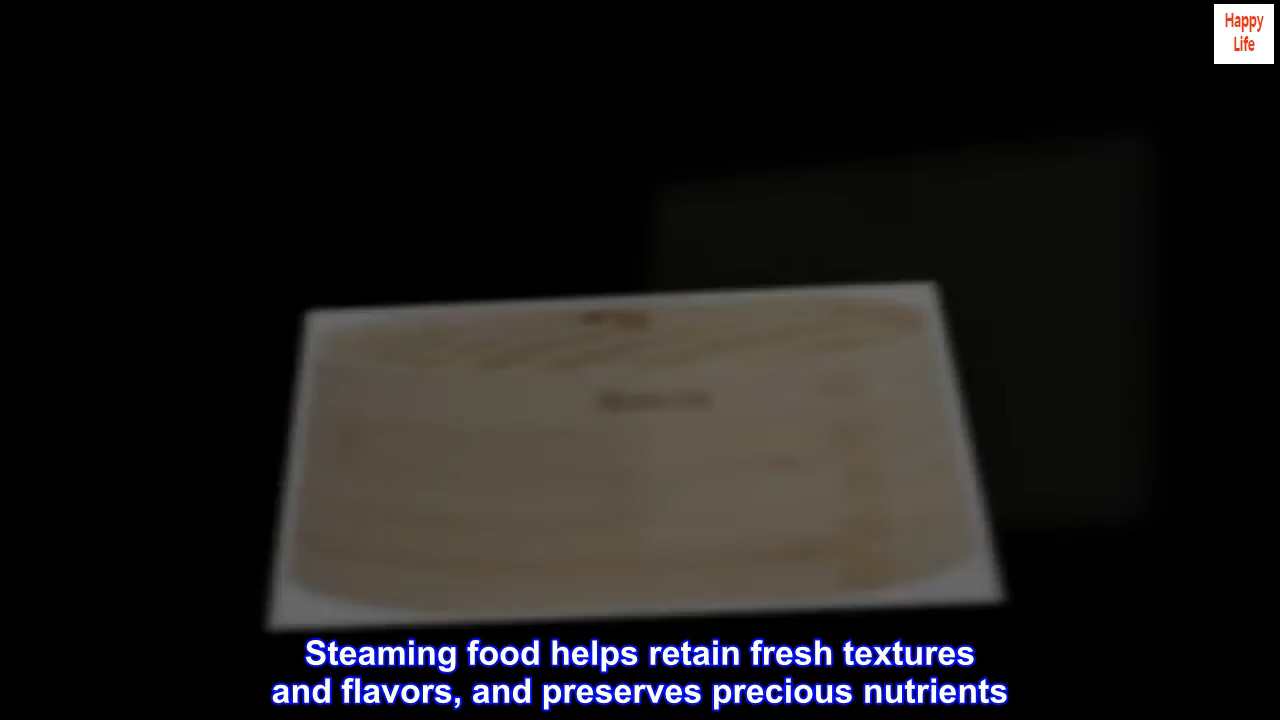 Happy
Life
Steaming food helps retain fresh textures
and flavors, and preserves precious nutrients